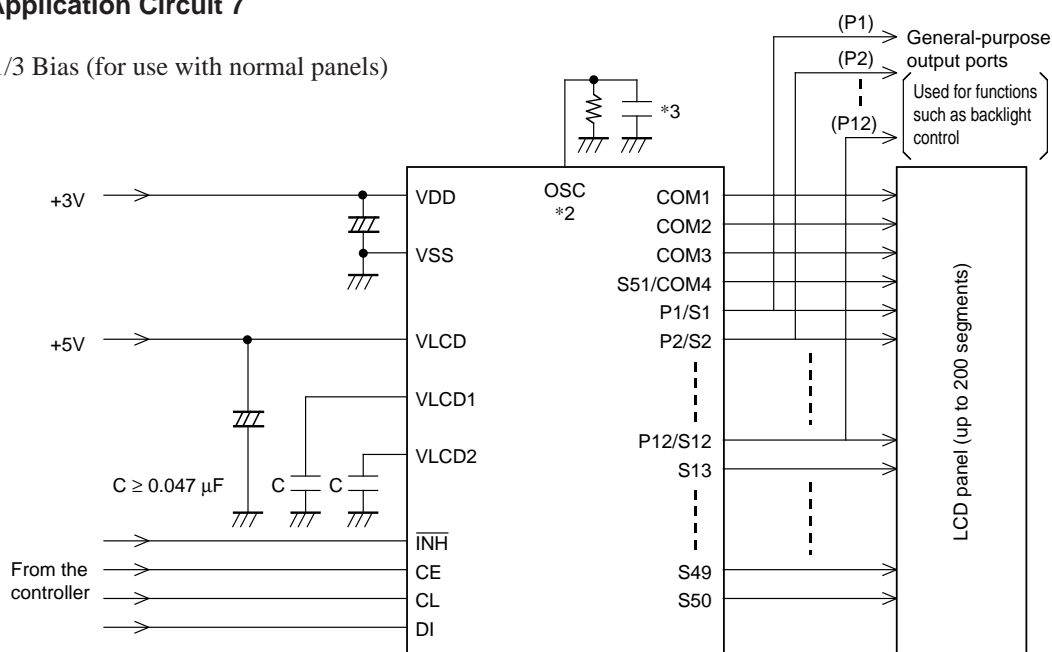 Application Circuit 7
1/3 Bias (for use with normal panels)
(P1)
General-purpose
output ports
(P2)
Used for functions
such as backlight
control
(P12)
*3
+3V
VDD
OSC
*2
COM1
COM2
VSS
COM3
S51/COM4
P1/S1
+5V
VLCD
P2/S2
VLCD1
P12/S12
VLCD2
S13
C ≥ 0.047 μF
C
C
LCD panel (up to 200 segments)
INH
From the
controller
CE
S49
CL
S50
DI